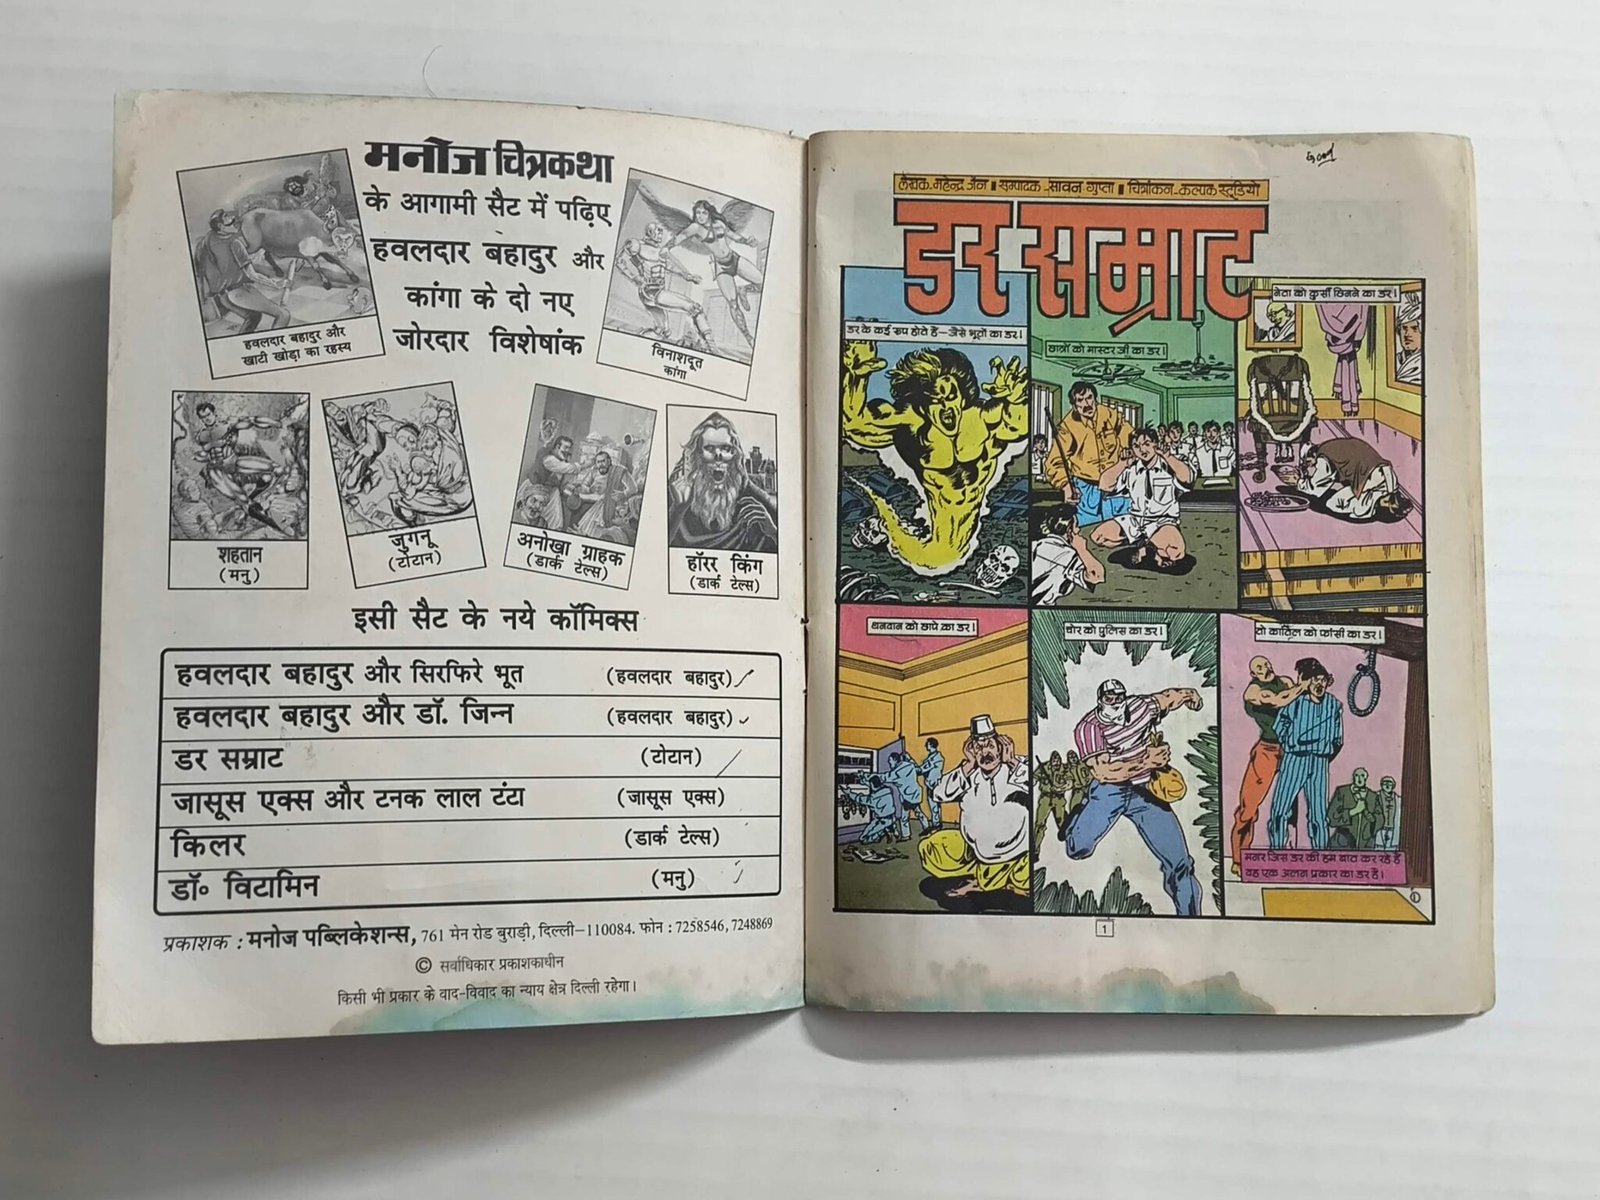 मनोज चित्रकथा
के आगामी सैट में पढ़िए
हवलदार बहादुर और
कांगा के दो नए
जोरदार विशेषांक
हवलदार बहादुर और
खाटी खोड़ा का रहस्य
विनाशदूत
कांगा
शहतान
(मनु)
जुगनू
(टोटान)
अनोखा ग्राहक
(डार्क टेल्स)
हॉरर किंग
(डार्क टेल्स)
इसी सैट के नये कॉमिक्स
हवलदार बहादुर और सिरफिरे भूत (हवलदार बहादुर)
हवलदार बहादुर और डॉ. जिन्न (हवलदार बहादुर)
डर सम्राट (टोटान)
जासूस एक्स और टनक लाल टंटा (जासूस एक्स)
किलर (डार्क टेल्स)
डॉ॰ विटामिन (मनु)
प्रकाशक : मनोज पब्लिकेशन्स, 761 मेन रोड बुराड़ी, दिल्ली–110084. फोन : 7258546, 7248869
© सर्वाधिकार प्रकाशकाधीन
किसी भी प्रकार के वाद-विवाद का न्याय क्षेत्र दिल्ली रहेगा।
लेखक-महेन्द्र जैन ■ सम्पादक-सावन गुप्ता ■ चित्रांकन-कल्पक स्टूडियो
डर सम्राट
डर के कई रूप होते हैं—जैसे भूतों का डर।
छात्रों को मास्टर जी का डर।
नेता को कुर्सी छिनने का डर।
धनवान को छापे का डर।
चोर को पुलिस का डर।
तो कातिल को फांसी का डर।
मगर जिस डर की हम बात कर रहे हैं
वह एक अलग प्रकार का डर है।
1
1